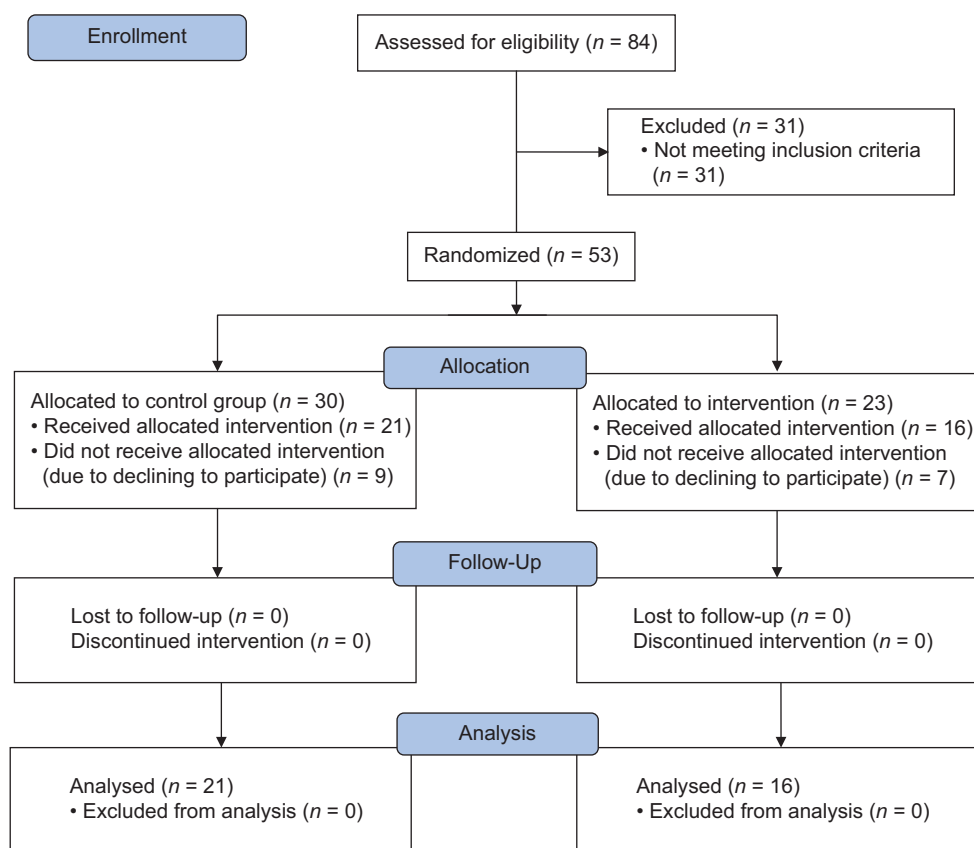 Enrollment
Assessed for eligibility (n = 84)
Excluded (n = 31)
• Not meeting inclusion criteria
(n = 31)
Randomized (n = 53)
Allocation
Allocated to control group (n = 30)
• Received allocated intervention (n = 21)
• Did not receive allocated intervention
(due to declining to participate) (n = 9)
Allocated to intervention (n = 23)
• Received allocated intervention (n = 16)
• Did not receive allocated intervention
(due to declining to participate) (n = 7)
Follow-Up
Lost to follow-up (n = 0)
Discontinued intervention (n = 0)
Lost to follow-up (n = 0)
Discontinued intervention (n = 0)
Analysis
Analysed (n = 21)
• Excluded from analysis (n = 0)
Analysed (n = 16)
• Excluded from analysis (n = 0)